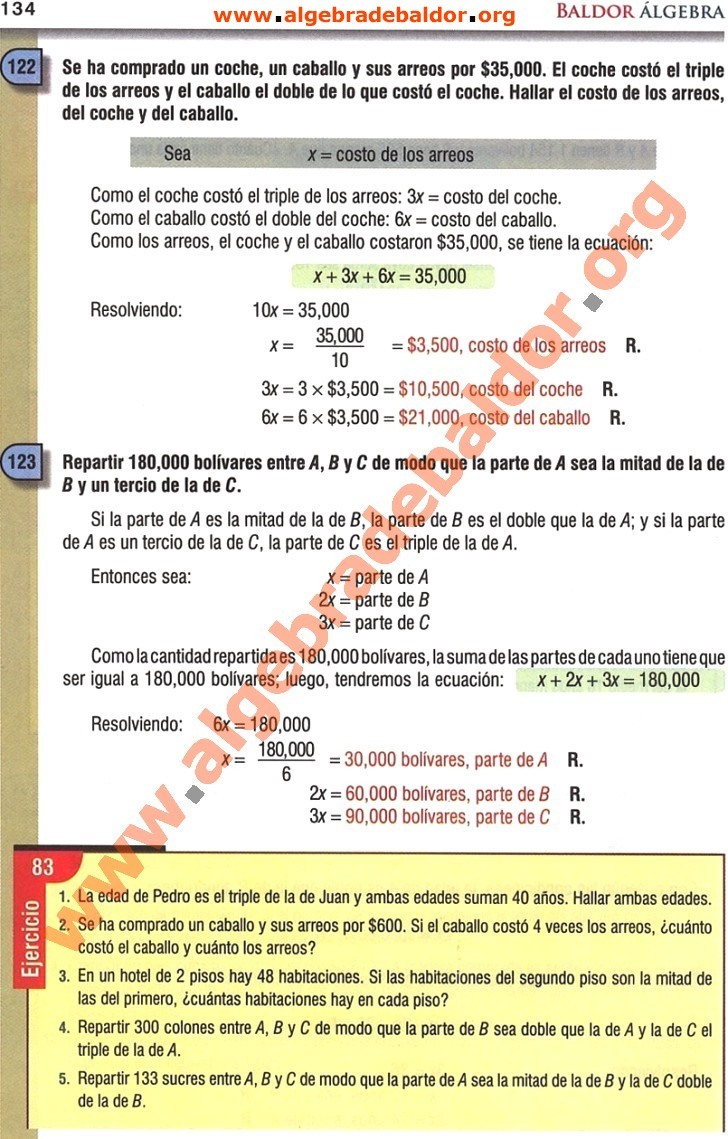 134
www.algebradebaldor.org
BALDOR ÁLGEBRA
122
Se ha comprado un coche, un caballo y sus arreos por $35,000. El coche costó el triple
de los arreos y el caballo el doble de lo que costó el coche. Hallar el costo de los arreos,
del coche y del caballo.
Sea x = costo de los arreos
Como el coche costó el triple de los arreos: 3x = costo del coche.
Como el caballo costó el doble del coche: 6x = costo del caballo.
Como los arreos, el coche y el caballo costaron $35,000, se tiene la ecuación:
x + 3x + 6x = 35,000
Resolviendo: 10x = 35,000
x = 35,000/10 = $3,500, costo de los arreos R.
3x = 3 × $3,500 = $10,500, costo del coche R.
6x = 6 × $3,500 = $21,000, costo del caballo R.
123
Repartir 180,000 bolívares entre A, B y C de modo que la parte de A sea la mitad de la de
B y un tercio de la de C.
Si la parte de A es la mitad de la de B, la parte de B es el doble que la de A; y si la parte
de A es un tercio de la de C, la parte de C es el triple de la de A.
Entonces sea: x = parte de A
2x = parte de B
3x = parte de C
Como la cantidad repartida es 180,000 bolívares, la suma de las partes de cada uno tiene que
ser igual a 180,000 bolívares; luego, tendremos la ecuación: x + 2x + 3x = 180,000
Resolviendo: 6x = 180,000
x = 180,000/6 = 30,000 bolívares, parte de A R.
2x = 60,000 bolívares, parte de B R.
3x = 90,000 bolívares, parte de C R.
www.algebradebaldor.org
83
Ejercicio
1. La edad de Pedro es el triple de la de Juan y ambas edades suman 40 años. Hallar ambas edades.
2. Se ha comprado un caballo y sus arreos por $600. Si el caballo costó 4 veces los arreos, ¿cuánto
costó el caballo y cuánto los arreos?
3. En un hotel de 2 pisos hay 48 habitaciones. Si las habitaciones del segundo piso son la mitad de
las del primero, ¿cuántas habitaciones hay en cada piso?
4. Repartir 300 colones entre A, B y C de modo que la parte de B sea doble que la de A y la de C el
triple de la de A.
5. Repartir 133 sucres entre A, B y C de modo que la parte de A sea la mitad de la de B y la de C doble
de la de B.